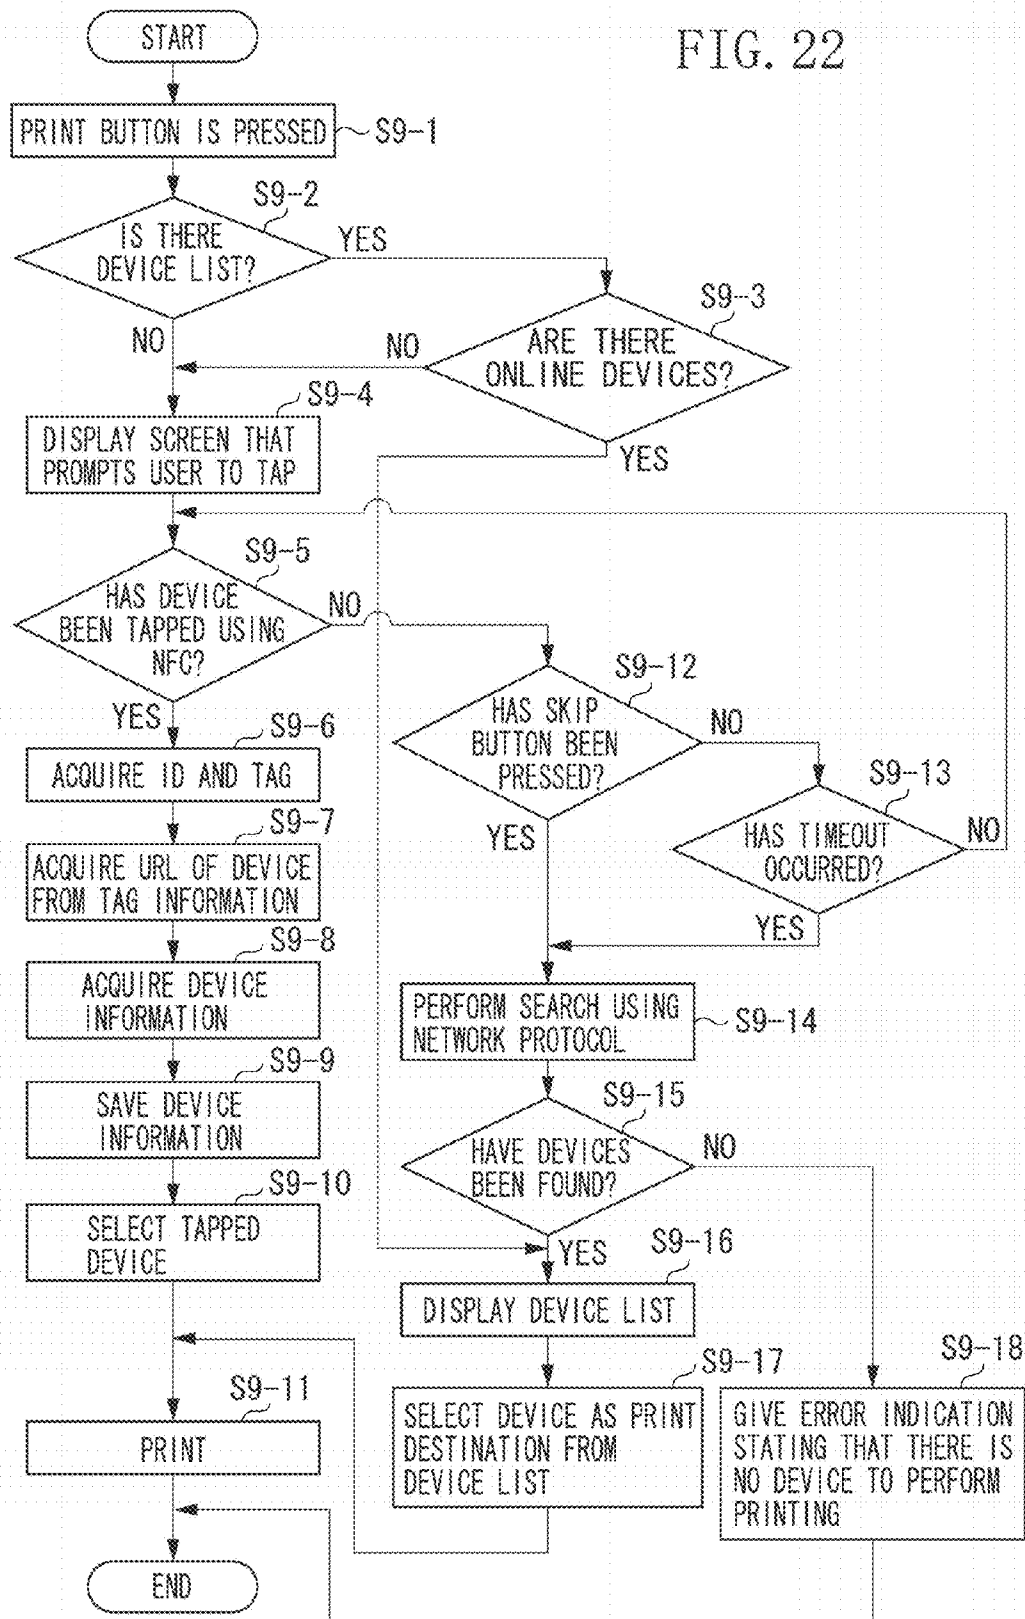 FIG. 22
START
PRINT BUTTON IS PRESSED
S9-1
S9-2
IS THERE
DEVICE LIST?
YES
NO
S9-3
ARE THERE
ONLINE DEVICES?
NO
YES
S9-4
DISPLAY SCREEN THAT
PROMPTS USER TO TAP
S9-5
HAS DEVICE
BEEN TAPPED USING
NFC?
NO
YES
S9-6
ACQUIRE ID AND TAG
S9-7
ACQUIRE URL OF DEVICE
FROM TAG INFORMATION
S9-8
ACQUIRE DEVICE
INFORMATION
S9-9
SAVE DEVICE
INFORMATION
S9-10
SELECT TAPPED
DEVICE
S9-11
PRINT
END
S9-12
HAS SKIP
BUTTON BEEN
PRESSED?
NO
YES
S9-13
HAS TIMEOUT
OCCURRED?
NO
YES
PERFORM SEARCH USING
NETWORK PROTOCOL
S9-14
S9-15
HAVE DEVICES
BEEN FOUND?
NO
YES
S9-16
DISPLAY DEVICE LIST
S9-17
SELECT DEVICE AS PRINT
DESTINATION FROM
DEVICE LIST
S9-18
GIVE ERROR INDICATION
STATING THAT THERE IS
NO DEVICE TO PERFORM
PRINTING